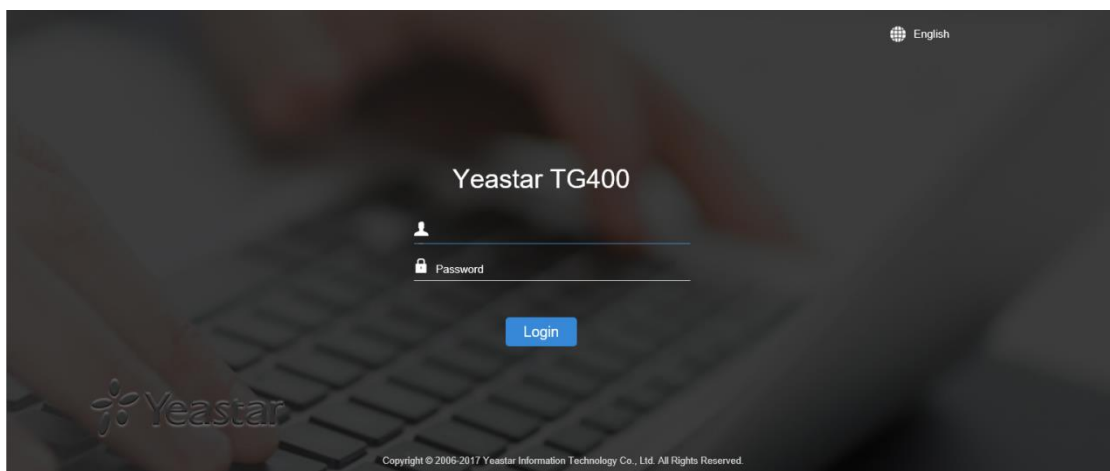 English
Yeastar TG400
Password
Login
Yeastar
Copyright © 2006-2017 Yeastar Information Technology Co., Ltd. All Rights Reserved.